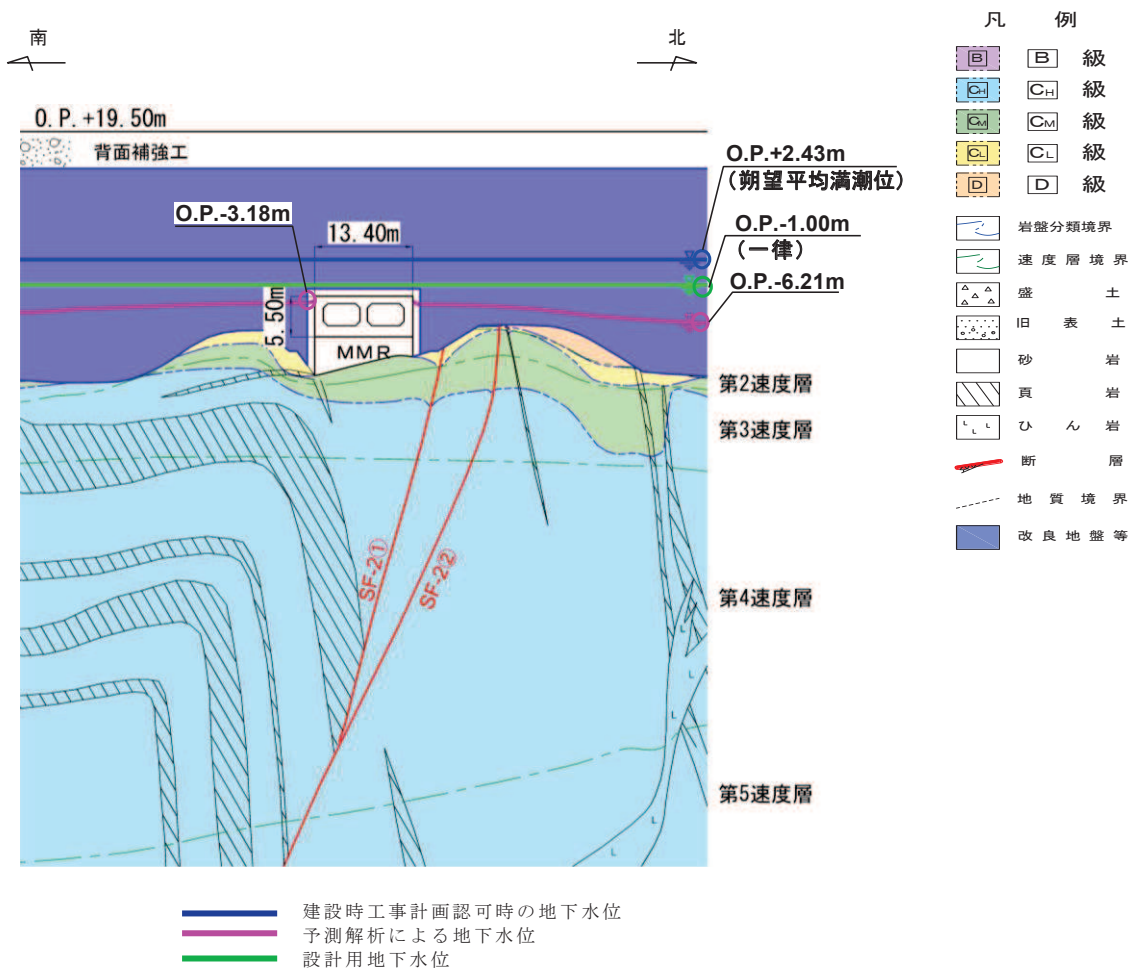 南
北
O.P.+19.50m
背面補強工
O.P.+2.43m
(朔望平均満潮位)
O.P.-3.18m
13.40m
O.P.-1.00m
(一律)
O.P.-6.21m
5.50m
MMR
第2速度層
第3速度層
SF-2①
SF-2②
第4速度層
第5速度層
L
L
L
L
L
凡 例
B B 級
CH CH 級
CM CM 級
CL CL 級
D D 級
岩盤分類境界
速度層境界
盛土
旧表土
砂岩
頁岩
L L L ひん岩
断層
地質境界
改良地盤等
建設時工事計画認可時の地下水位
予測解析による地下水位
設計用地下水位